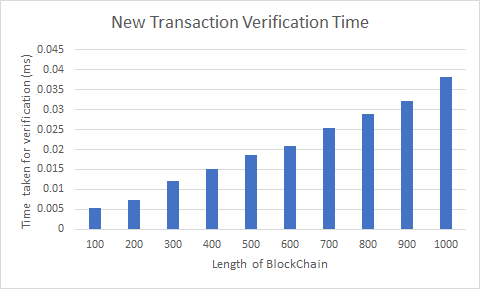 New Transaction Verification Time
Time taken for verification (ms)
0.045
0.04
0.035
0.03
0.025
0.02
0.015
0.01
0.005
0
100 200 300 400 500 600 700 800 900 1000
Length of BlockChain